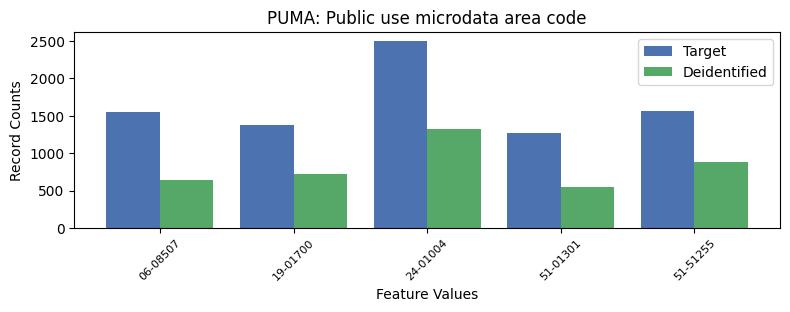 PUMA: Public use microdata area code
Target
Deidentified
Record Counts
2500
2000
1500
1000
500
0
06-08507
19-01700
24-01004
51-01301
51-51255
Feature Values